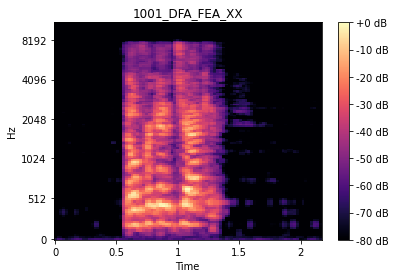 1001_DFA_FEA_XX
+0 dB
8192
-10 dB
4096
-20 dB
-30 dB
2048
Hz
-40 dB
1024
-50 dB
512
-60 dB
-70 dB
0
-80 dB
0 0.5 1 1.5 2
Time